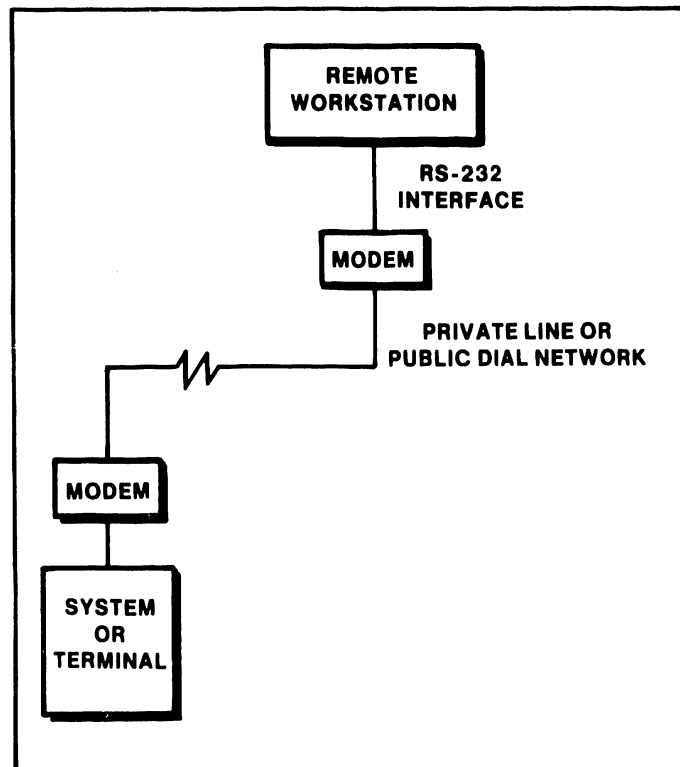 REMOTE
WORKSTATION
RS-232
INTERFACE
MODEM
PRIVATE LINE OR
PUBLIC DIAL NETWORK
MODEM
SYSTEM
OR
TERMINAL